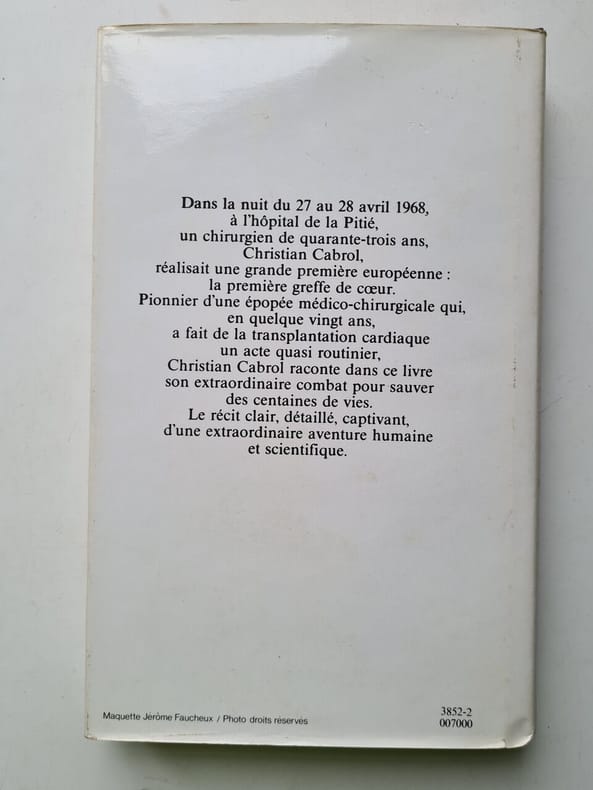 Dans la nuit du 27 au 28 avril 1968,
à l'hôpital de la Pitié,
un chirurgien de quarante-trois ans,
Christian Cabrol,
réalisait une grande première européenne :
la première greffe de cœur.
Pionnier d'une épopée médico-chirurgicale qui,
en quelque vingt ans,
a fait de la transplantation cardiaque
un acte quasi routinier,
Christian Cabrol raconte dans ce livre
son extraordinaire combat pour sauver
des centaines de vies.
Le récit clair, détaillé, captivant,
d'une extraordinaire aventure humaine
et scientifique.
Maquette Jérôme Faucheux / Photo droits réservés
3852-2
007000